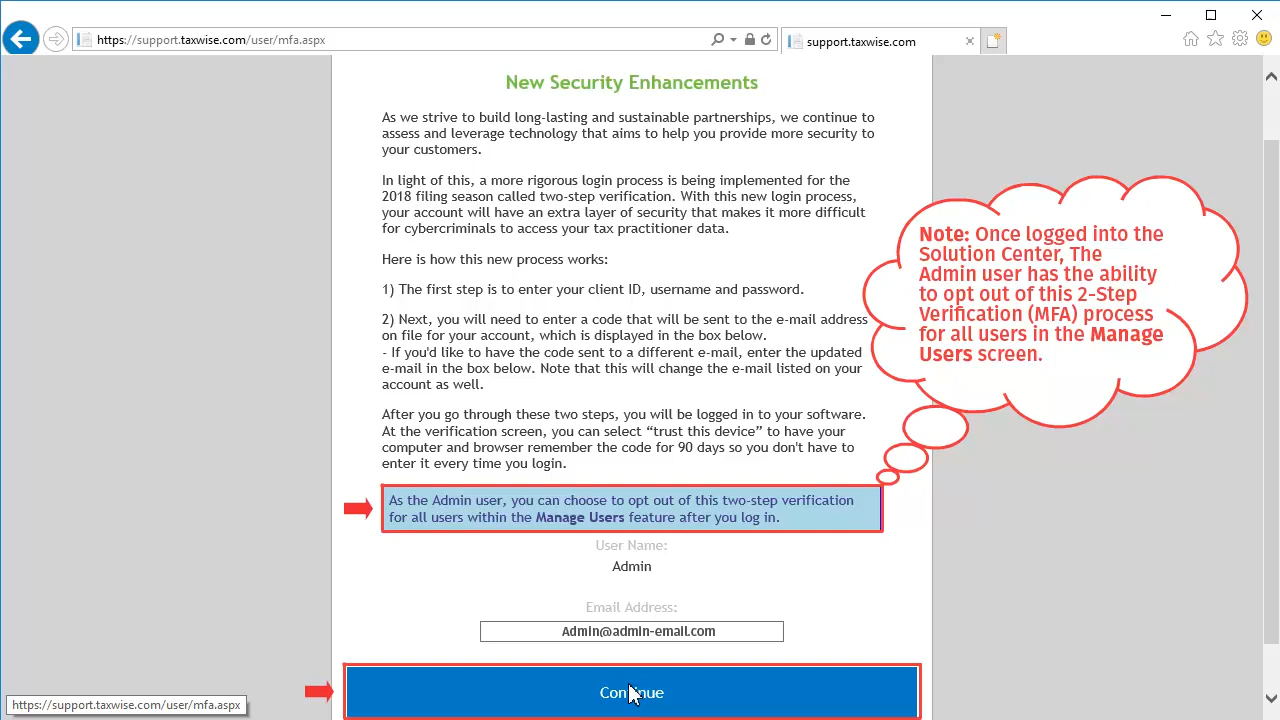 https://support.taxwise.com/user/mfa.aspx
support.taxwise.com
New Security Enhancements
As we strive to build long-lasting and sustainable partnerships, we continue to
assess and leverage technology that aims to help you provide more security to
your customers.
In light of this, a more rigorous login process is being implemented for the
2018 filing season called two-step verification. With this new login process,
your account will have an extra layer of security that makes it more difficult
for cybercriminals to access your tax practitioner data.
Here is how this new process works:
1) The first step is to enter your client ID, username and password.
2) Next, you will need to enter a code that will be sent to the e-mail address
on file for your account, which is displayed in the box below.
- If you'd like to have the code sent to a different e-mail, enter the updated
e-mail in the box below. Note that this will change the e-mail listed on your
account as well.
After you go through these two steps, you will be logged in to your software.
At the verification screen, you can select “trust this device” to have your
computer and browser remember the code for 90 days so you don't have to
enter it every time you login.
As the Admin user, you can choose to opt out of this two-step verification
for all users within the Manage Users feature after you log in.
User Name:
Admin
Email Address:
Admin@admin-email.com
Continue
Note: Once logged into the
Solution Center, The
Admin user has the ability
to opt out of this 2-Step
Verification (MFA) process
for all users in the Manage
Users screen.
https://support.taxwise.com/user/mfa.aspx